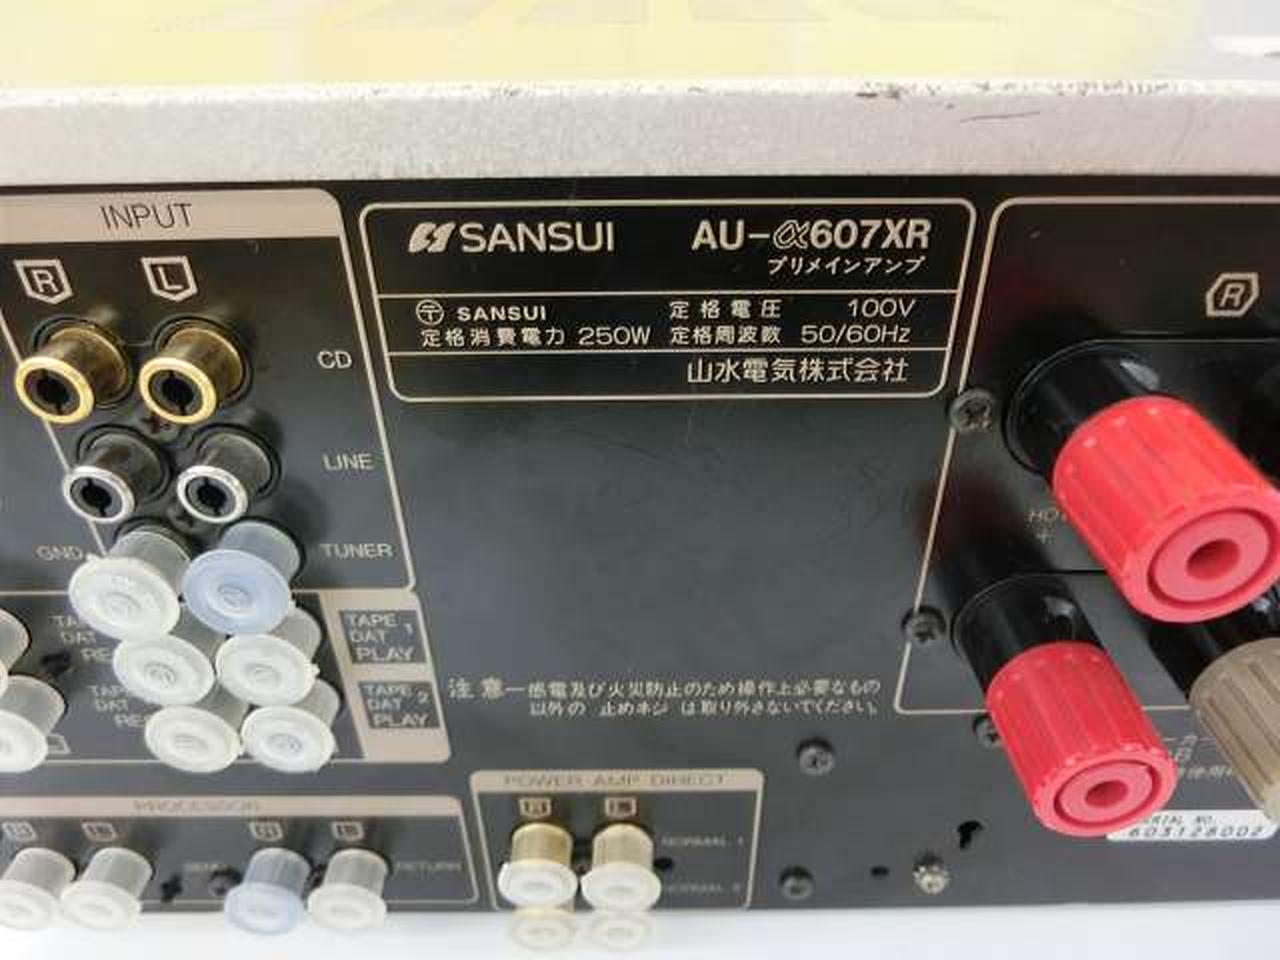 INPUT
R L
CD
LINE
GND TUNER
TAPE
DAT 1
PLAY
TAPE
DAT 2
PLAY
SANSUI AU-α607XR
プリメインアンプ
〒 SANSUI 定格電圧 100V
定格消費電力 250W 定格周波数 50/60Hz
山水電気株式会社
R
注意—感電及び火災防止のため操作上必要なもの
以外の 止めネジ は取り外さないでください。
POWER AMP DIRECT
R L
NORMAL 1
PROCESSOR
RETURN
SERIAL NO.
603128002